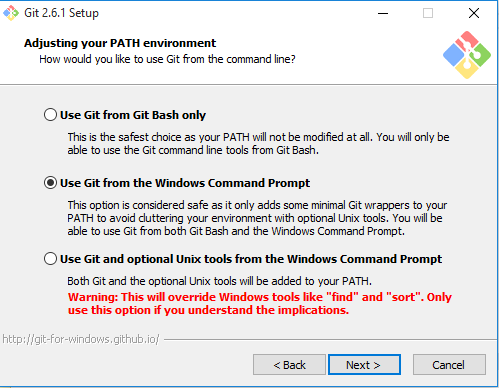 Git 2.6.1 Setup
Adjusting your PATH environment
How would you like to use Git from the command line?
Use Git from Git Bash only
This is the safest choice as your PATH will not be modified at all. You will only be
able to use the Git command line tools from Git Bash.
Use Git from the Windows Command Prompt
This option is considered safe as it only adds some minimal Git wrappers to your
PATH to avoid cluttering your environment with optional Unix tools. You will be
able to use Git from both Git Bash and the Windows Command Prompt.
Use Git and optional Unix tools from the Windows Command Prompt
Both Git and the optional Unix tools will be added to your PATH.
Warning: This will override Windows tools like "find" and "sort". Only
use this option if you understand the implications.
http://git-for-windows.github.io/
< Back
Next >
Cancel